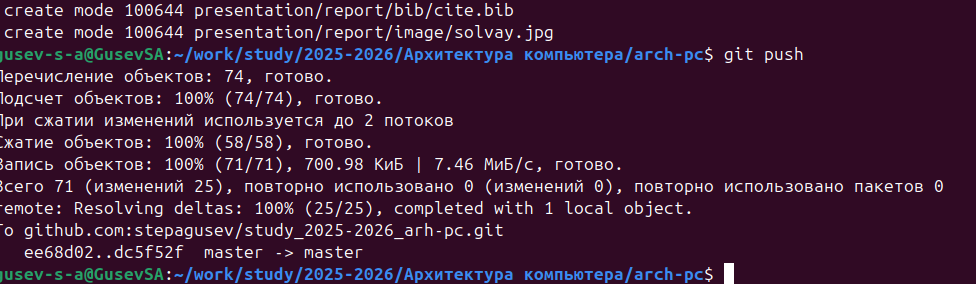 create mode 100644 presentation/report/bib/cite.bib
create mode 100644 presentation/report/image/solvay.jpg
gusev-s-a@GusevSA:~/work/study/2025-2026/Архитектура компьютера/arch-pc$ git push
Перечисление объектов: 74, готово.
Подсчет объектов: 100% (74/74), готово.
При сжатии изменений используется до 2 потоков
Сжатие объектов: 100% (58/58), готово.
Запись объектов: 100% (71/71), 700.98 КиБ | 7.46 МиБ/с, готово.
Всего 71 (изменений 25), повторно использовано 0 (изменений 0), повторно использовано пакетов 0
remote: Resolving deltas: 100% (25/25), completed with 1 local object.
To github.com:stepagusev/study_2025-2026_arh-pc.git
ee68d02..dc5f52f master -> master
gusev-s-a@GusevSA:~/work/study/2025-2026/Архитектура компьютера/arch-pc$